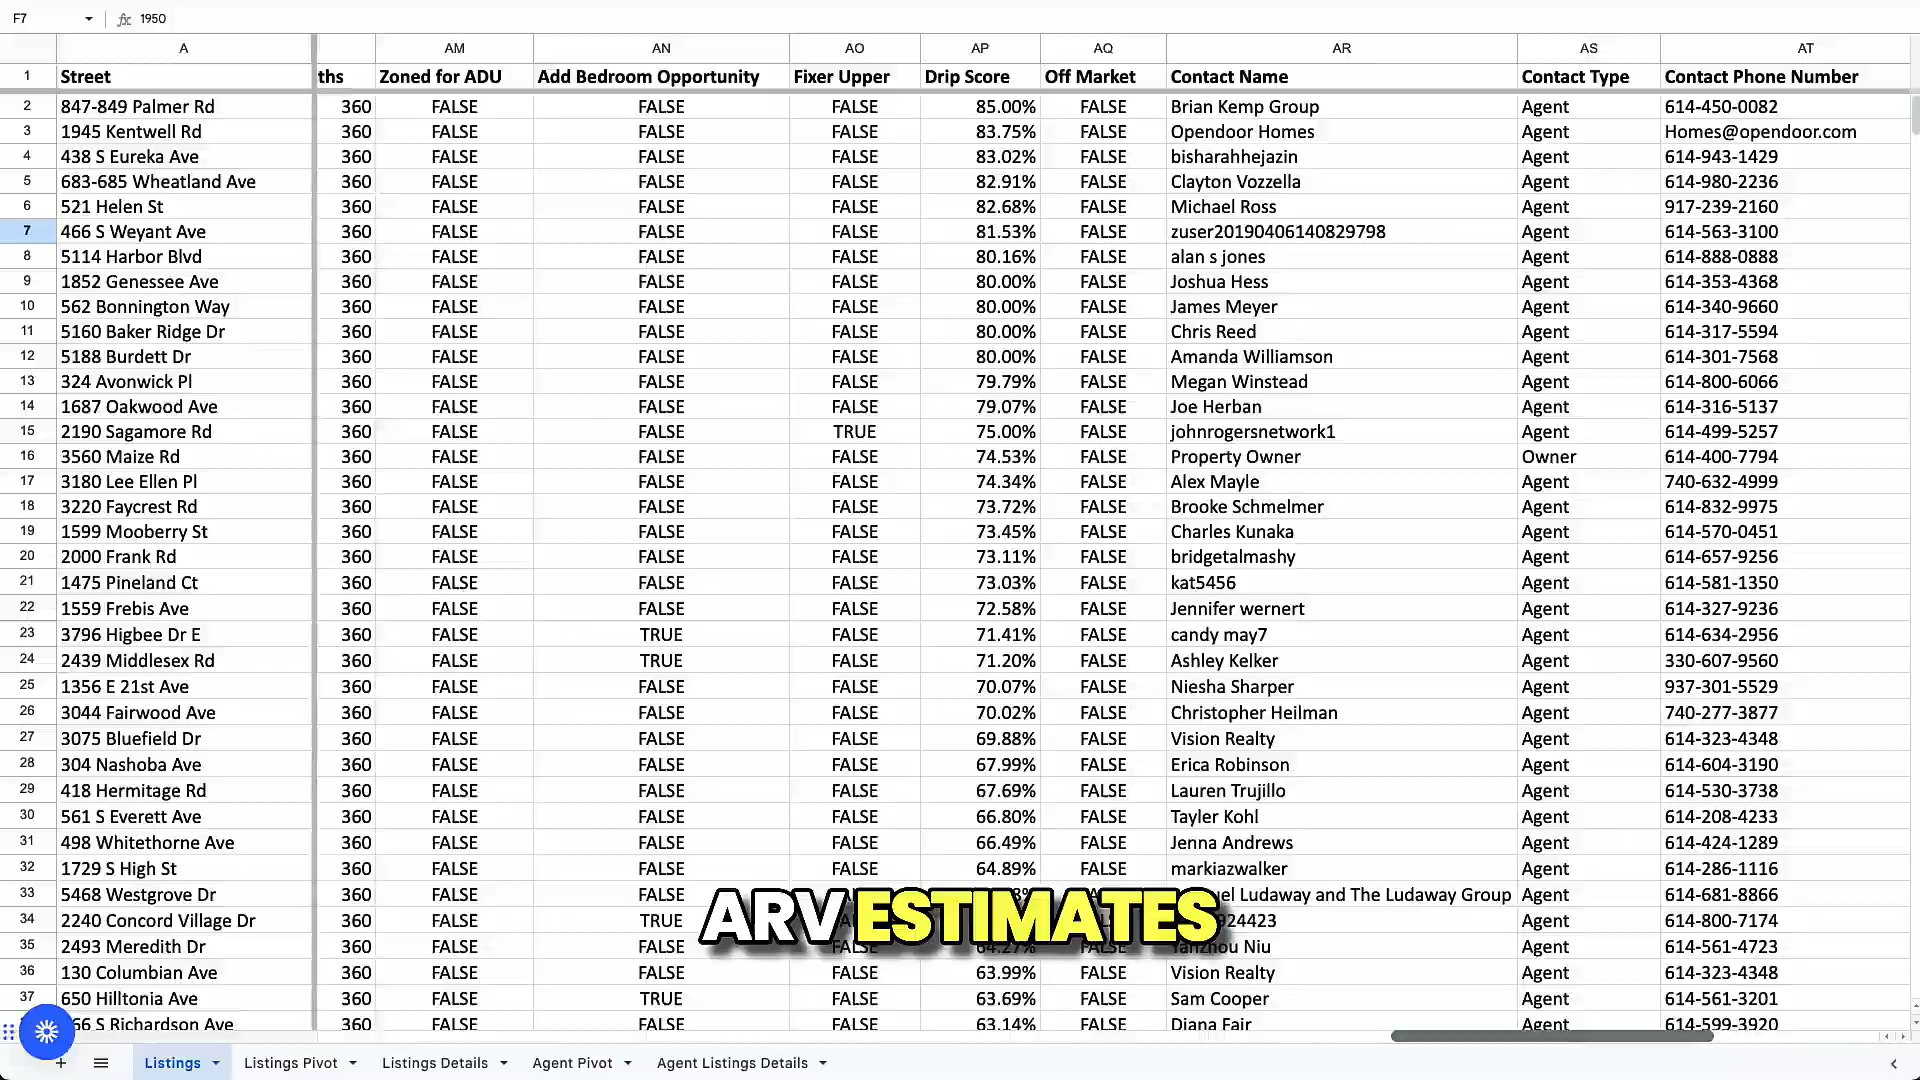 F7 fx 1950
A AM AN AO AP AQ AR AS AT
1 Street ths Zoned for ADU Add Bedroom Opportunity Fixer Upper Drip Score Off Market Contact Name Contact Type Contact Phone Number
2 847-849 Palmer Rd 360 FALSE FALSE FALSE 85.00% FALSE Brian Kemp Group Agent 614-450-0082
3 1945 Kentwell Rd 360 FALSE FALSE FALSE 83.75% FALSE Opendoor Homes Agent Homes@opendoor.com
4 438 S Eureka Ave 360 FALSE FALSE FALSE 83.02% FALSE bisharahhejazin Agent 614-943-1429
5 683-685 Wheatland Ave 360 FALSE FALSE FALSE 82.91% FALSE Clayton Vozzella Agent 614-980-2236
6 521 Helen St 360 FALSE FALSE FALSE 82.68% FALSE Michael Ross Agent 917-239-2160
7 466 S Weyant Ave 360 FALSE FALSE FALSE 81.53% FALSE zuser20190406140829798 Agent 614-563-3100
8 5114 Harbor Blvd 360 FALSE FALSE FALSE 80.16% FALSE alan s jones Agent 614-888-0888
9 1852 Genessee Ave 360 FALSE FALSE FALSE 80.00% FALSE Joshua Hess Agent 614-353-4368
10 562 Bonnington Way 360 FALSE FALSE FALSE 80.00% FALSE James Meyer Agent 614-340-9660
11 5160 Baker Ridge Dr 360 FALSE FALSE FALSE 80.00% FALSE Chris Reed Agent 614-317-5594
12 5188 Burdett Dr 360 FALSE FALSE FALSE 80.00% FALSE Amanda Williamson Agent 614-301-7568
13 324 Avonwick Pl 360 FALSE FALSE FALSE 79.79% FALSE Megan Winstead Agent 614-800-6066
14 1687 Oakwood Ave 360 FALSE FALSE FALSE 79.07% FALSE Joe Herban Agent 614-316-5137
15 2190 Sagamore Rd 360 FALSE FALSE TRUE 75.00% FALSE johnrogersnetwork1 Agent 614-499-5257
16 3560 Maize Rd 360 FALSE FALSE FALSE 74.53% FALSE Property Owner Owner 614-400-7794
17 3180 Lee Ellen Pl 360 FALSE FALSE FALSE 74.34% FALSE Alex Mayle Agent 740-632-4999
18 3220 Faycrest Rd 360 FALSE FALSE FALSE 73.72% FALSE Brooke Schmelmer Agent 614-832-9975
19 1599 Mooberry St 360 FALSE FALSE FALSE 73.45% FALSE Charles Kunaka Agent 614-570-0451
20 2000 Frank Rd 360 FALSE FALSE FALSE 73.11% FALSE bridgetalmashy Agent 614-657-9256
21 1475 Pineland Ct 360 FALSE FALSE FALSE 73.03% FALSE kat5456 Agent 614-581-1350
22 1559 Frebis Ave 360 FALSE FALSE FALSE 72.58% FALSE Jennifer wernert Agent 614-327-9236
23 3796 Higbee Dr E 360 FALSE TRUE FALSE 71.41% FALSE candy may7 Agent 614-634-2956
24 2439 Middlesex Rd 360 FALSE TRUE FALSE 71.20% FALSE Ashley Kelker Agent 330-607-9560
25 1356 E 21st Ave 360 FALSE FALSE FALSE 70.07% FALSE Niesha Sharper Agent 937-301-5529
26 3044 Fairwood Ave 360 FALSE FALSE FALSE 70.02% FALSE Christopher Heilman Agent 740-277-3877
27 3075 Bluefield Dr 360 FALSE FALSE FALSE 69.88% FALSE Vision Realty Agent 614-323-4348
28 304 Nashoba Ave 360 FALSE FALSE FALSE 67.99% FALSE Erica Robinson Agent 614-604-3190
29 418 Hermitage Rd 360 FALSE FALSE FALSE 67.69% FALSE Lauren Trujillo Agent 614-530-3738
30 561 S Everett Ave 360 FALSE FALSE FALSE 66.80% FALSE Tayler Kohl Agent 614-208-4233
31 498 Whitethorne Ave 360 FALSE FALSE FALSE 66.49% FALSE Jenna Andrews Agent 614-424-1289
32 1729 S High St 360 FALSE FALSE FALSE 64.89% FALSE markiazwalker Agent 614-286-1116
33 5468 Westgrove Dr 360 FALSE FALSE Ludaway and The Ludaway Group Agent 614-681-8866
34 2240 Concord Village Dr 360 FALSE TRUE Agent 614-800-7174
ARV ESTIMATES
35 2493 Meredith Dr 360 FALSE FALSE FALSE 64.27% FALSE Yanzhou Niu Agent 614-561-4723
36 130 Columbian Ave 360 FALSE FALSE FALSE 63.99% FALSE Vision Realty Agent 614-323-4348
37 650 Hilltonia Ave 360 FALSE TRUE FALSE 63.69% FALSE Sam Cooper Agent 614-561-3201
S Richardson Ave 360 FALSE FALSE FALSE 63.14% FALSE Diana Fair Agent 614-599-3920
+ Listings Listings Pivot Listings Details Agent Pivot Agent Listings Details